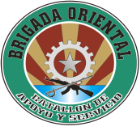 BRIGADA ORIENTAL
BATALLON DE
APOYO Y SERVICIO